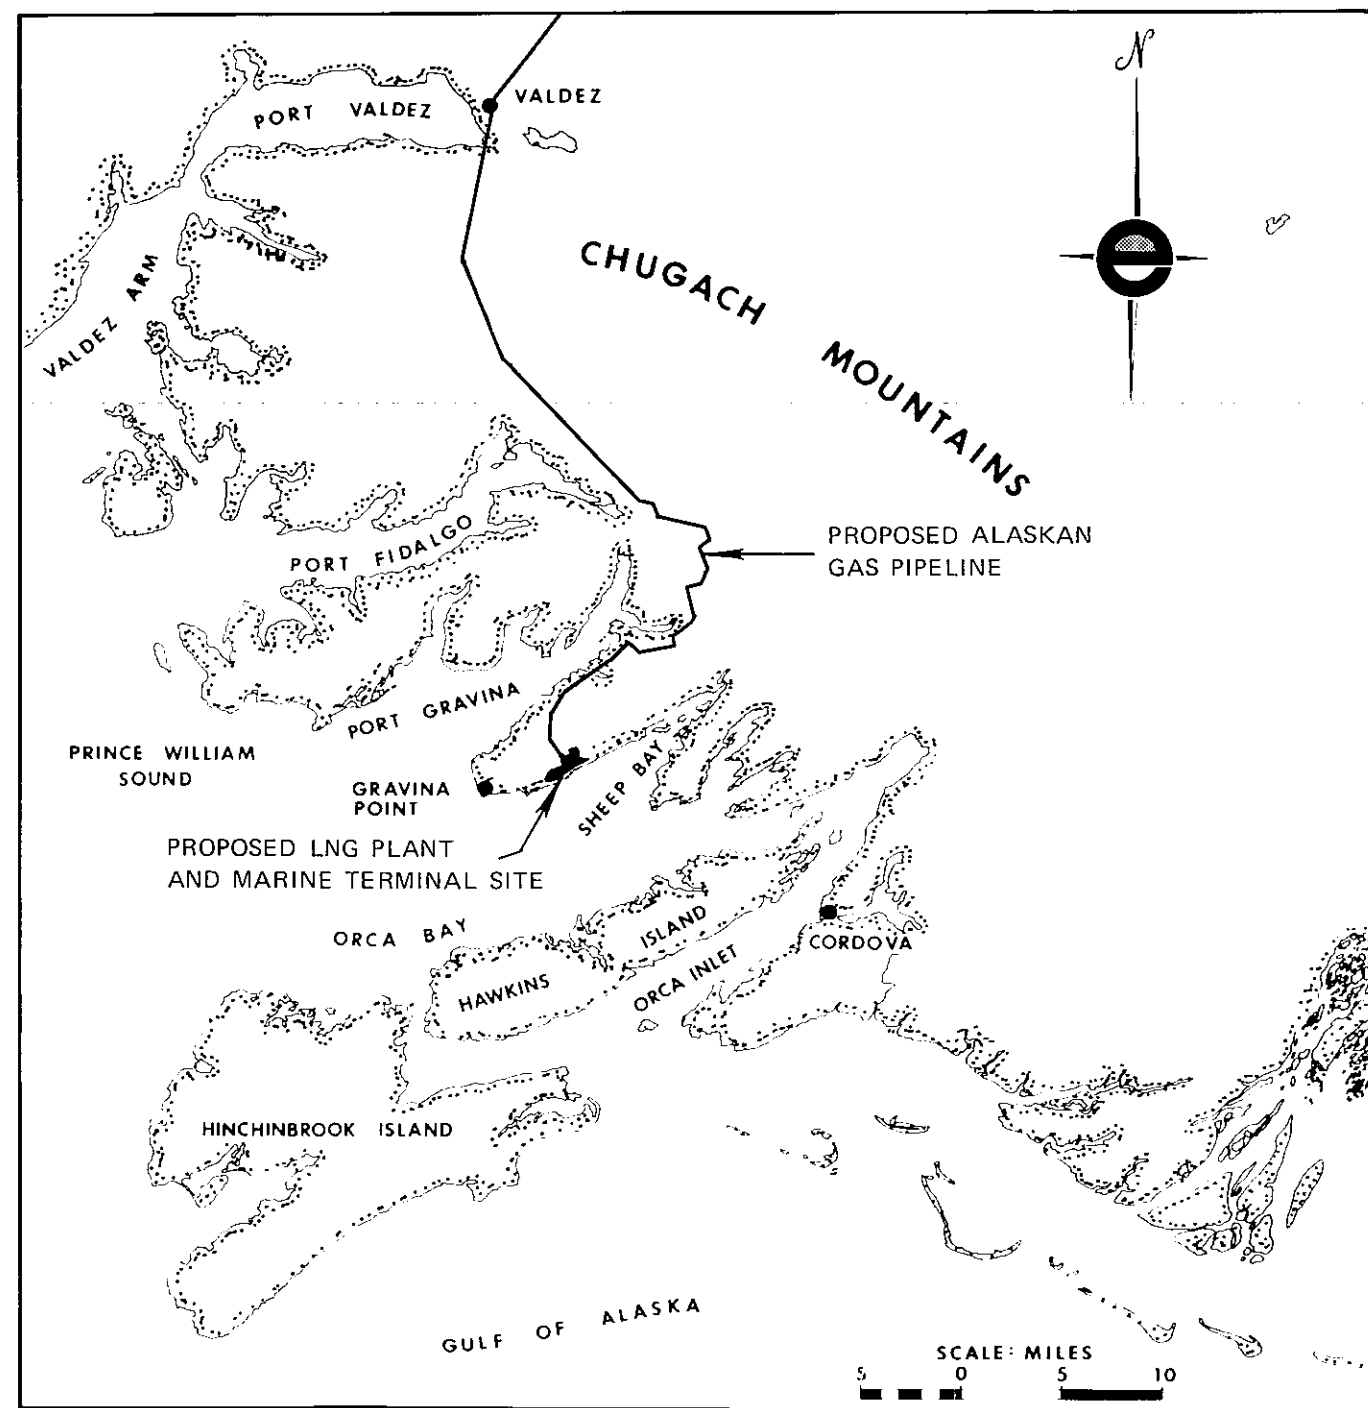 N
VALDEZ
PORT VALDEZ
CHUGACH MOUNTAINS
VALDEZ ARM
PROPOSED ALASKAN
GAS PIPELINE
PORT FIDALGO
PORT GRAVINA
PRINCE WILLIAM
SOUND
GRAVINA
POINT
SHEEP BAY
PROPOSED LNG PLANT
AND MARINE TERMINAL SITE
ORCA BAY
HAWKINS ISLAND
ORCA INLET
CORDOVA
HINCHINBROOK ISLAND
GULF OF ALASKA
SCALE: MILES
5 0 5 10